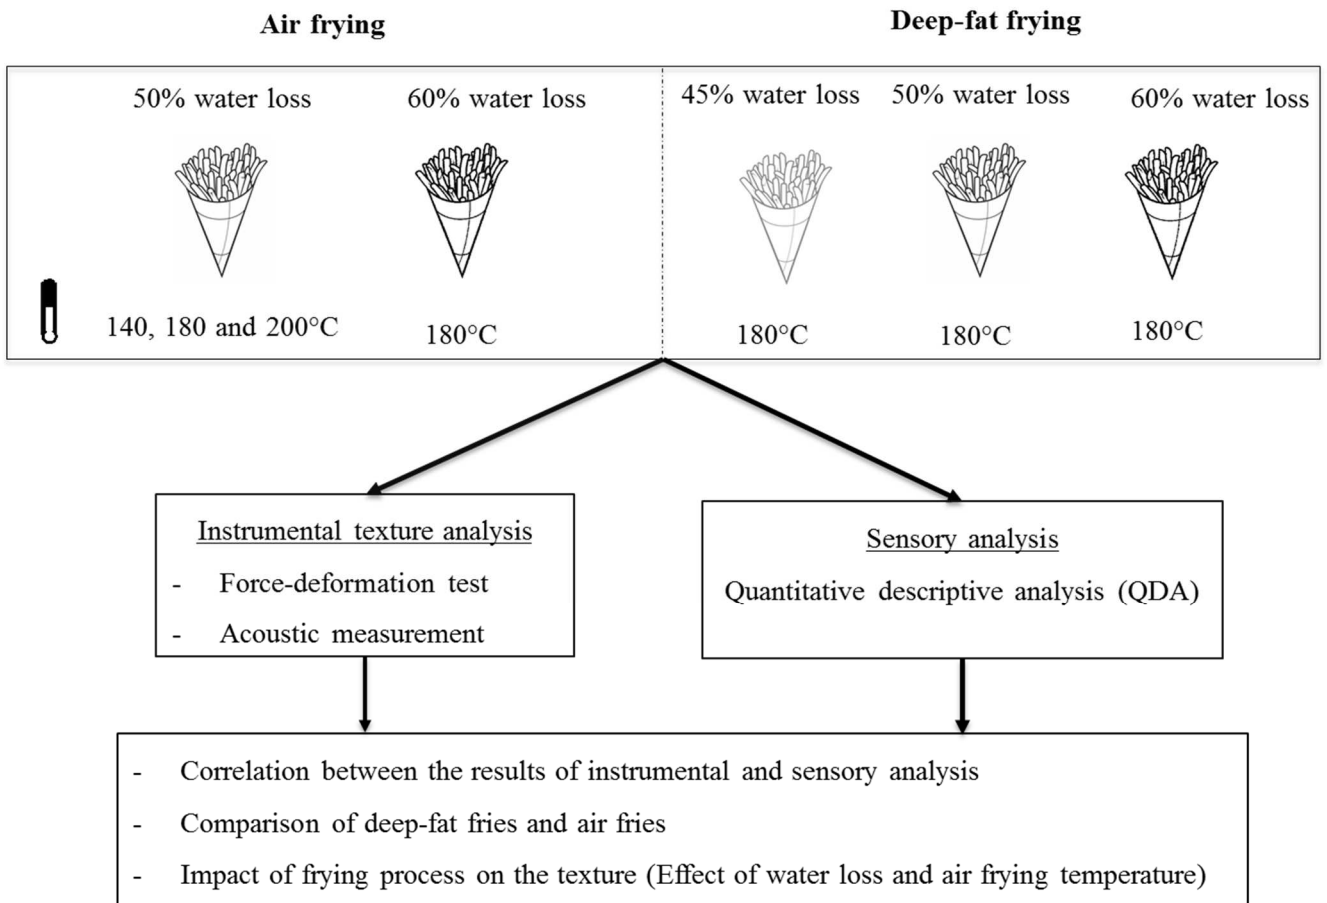 Air frying
Deep-fat frying
50% water loss
60% water loss
45% water loss
50% water loss
60% water loss
140, 180 and 200°C
180°C
180°C
180°C
180°C
Instrumental texture analysis
- Force-deformation test
- Acoustic measurement
Sensory analysis
Quantitative descriptive analysis (QDA)
- Correlation between the results of instrumental and sensory analysis
- Comparison of deep-fat fries and air fries
- Impact of frying process on the texture (Effect of water loss and air frying temperature)